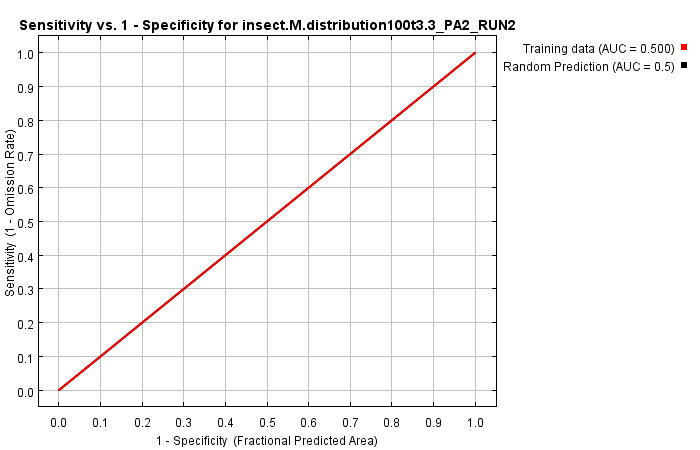 Sensitivity vs. 1 - Specificity for insect.M.distribution100t3.3_PA2_RUN2
Training data (AUC = 0.500)
Random Prediction (AUC = 0.5)
Sensitivity (1 - Omission Rate)
1.0
0.9
0.8
0.7
0.6
0.5
0.4
0.3
0.2
0.1
0.0
0.0 0.1 0.2 0.3 0.4 0.5 0.6 0.7 0.8 0.9 1.0
1 - Specificity (Fractional Predicted Area)